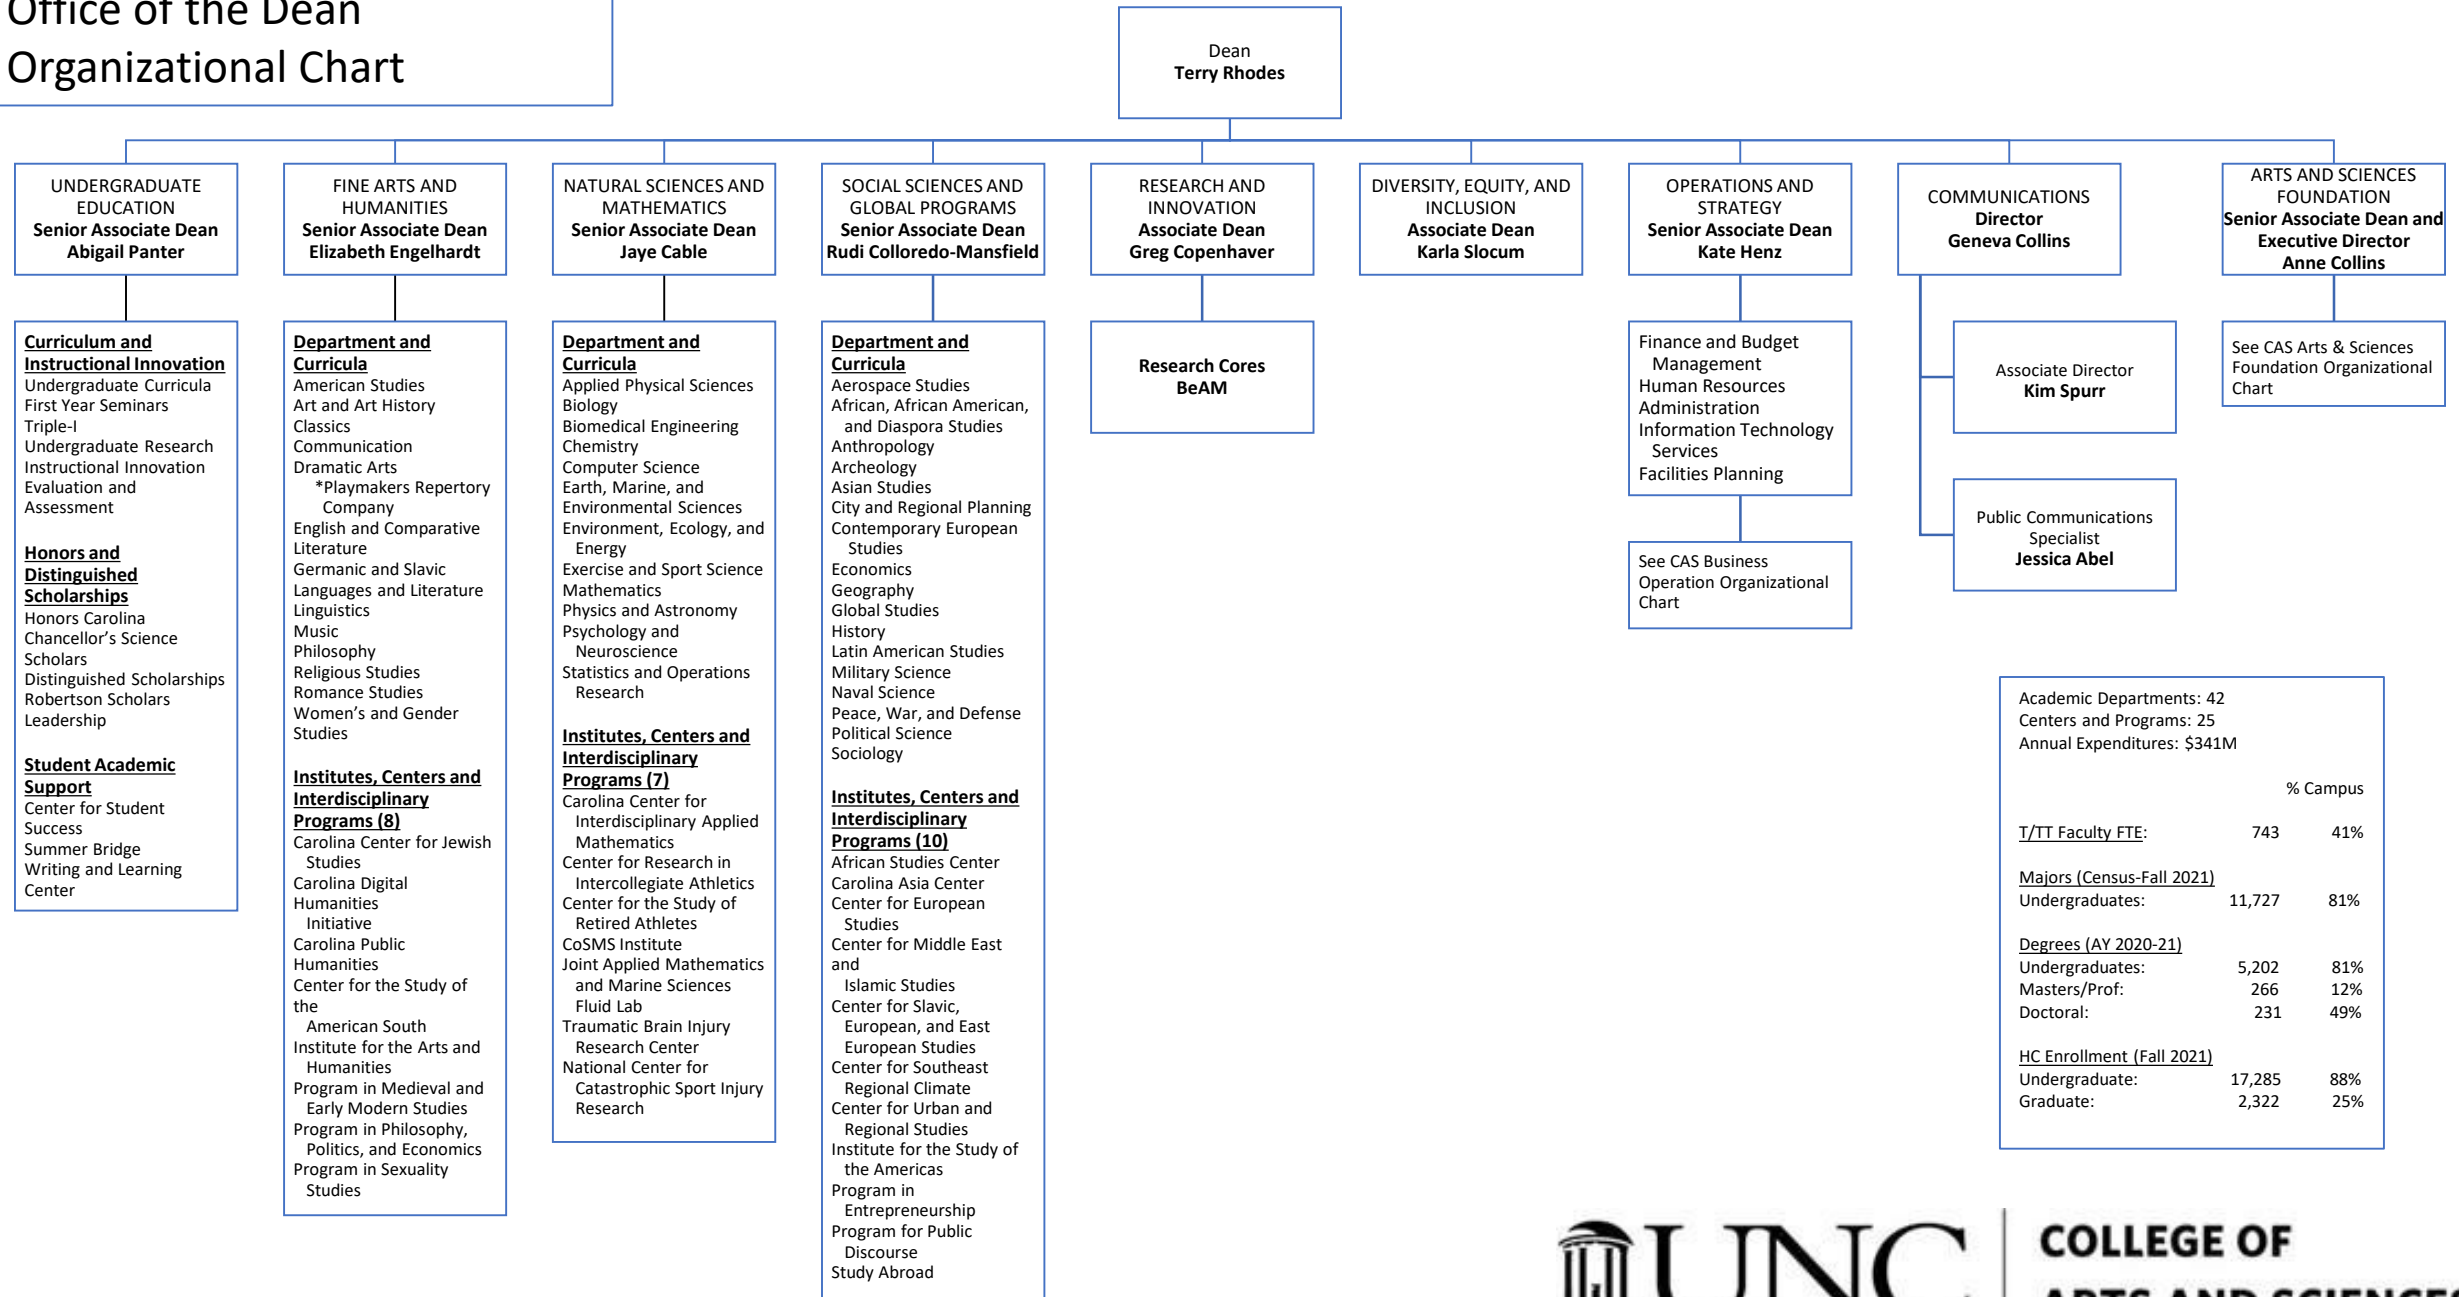 Office of the Dean
Organizational Chart
Dean
Terry Rhodes
UNDERGRADUATE
EDUCATION
Senior Associate Dean
Abigail Panter
FINE ARTS AND
HUMANITIES
Senior Associate Dean
Elizabeth Engelhardt
NATURAL SCIENCES AND
MATHEMATICS
Senior Associate Dean
Jaye Cable
SOCIAL SCIENCES AND
GLOBAL PROGRAMS
Senior Associate Dean
Rudi Colloredo-Mansfield
RESEARCH AND
INNOVATION
Associate Dean
Greg Copenhaver
DIVERSITY, EQUITY, AND
INCLUSION
Associate Dean
Karla Slocum
OPERATIONS AND
STRATEGY
Senior Associate Dean
Kate Henz
COMMUNICATIONS
Director
Geneva Collins
ARTS AND SCIENCES
FOUNDATION
Senior Associate Dean and
Executive Director
Anne Collins
Curriculum and
Instructional Innovation
Undergraduate Curricula
First Year Seminars
Triple-I
Undergraduate Research
Instructional Innovation
Evaluation and
Assessment
Honors and
Distinguished
Scholarships
Honors Carolina
Chancellor's Science
Scholars
Distinguished Scholarships
Robertson Scholars
Leadership
Student Academic
Support
Center for Student
Success
Summer Bridge
Writing and Learning
Center
Department and
Curricula
American Studies
Art and Art History
Classics
Communication
Dramatic Arts
*Playmakers Repertory
Company
English and Comparative
Literature
Germanic and Slavic
Languages and Literature
Linguistics
Music
Philosophy
Religious Studies
Romance Studies
Women's and Gender
Studies
Institutes, Centers and
Interdisciplinary
Programs (8)
Carolina Center for Jewish
Studies
Carolina Digital
Humanities
Initiative
Carolina Public
Humanities
Center for the Study of
the
American South
Institute for the Arts and
Humanities
Program in Medieval and
Early Modern Studies
Program in Philosophy,
Politics, and Economics
Program in Sexuality
Studies
Department and
Curricula
Applied Physical Sciences
Biology
Biomedical Engineering
Chemistry
Computer Science
Earth, Marine, and
Environmental Sciences
Environment, Ecology, and
Energy
Exercise and Sport Science
Mathematics
Physics and Astronomy
Psychology and
Neuroscience
Statistics and Operations
Research
Institutes, Centers and
Interdisciplinary
Programs (7)
Carolina Center for
Interdisciplinary Applied
Mathematics
Center for Research in
Intercollegiate Athletics
Center for the Study of
Retired Athletes
CoSMS Institute
Joint Applied Mathematics
and Marine Sciences
Fluid Lab
Traumatic Brain Injury
Research Center
National Center for
Catastrophic Sport Injury
Research
Department and
Curricula
Aerospace Studies
African, African American,
and Diaspora Studies
Anthropology
Archeology
Asian Studies
City and Regional Planning
Contemporary European
Studies
Economics
Geography
Global Studies
History
Latin American Studies
Military Science
Naval Science
Peace, War, and Defense
Political Science
Sociology
Institutes, Centers and
Interdisciplinary
Programs (10)
African Studies Center
Carolina Asia Center
Center for European
Studies
Center for Middle East
and
Islamic Studies
Center for Slavic,
European, and East
European Studies
Center for Southeast
Regional Climate
Center for Urban and
Regional Studies
Institute for the Study of
the Americas
Program in
Entrepreneurship
Program for Public
Discourse
Study Abroad
Research Cores
BeAM
Finance and Budget
Management
Human Resources
Administration
Information Technology
Services
Facilities Planning
See CAS Business
Operation Organizational
Chart
Associate Director
Kim Spurr
Public Communications
Specialist
Jessica Abel
See CAS Arts & Sciences
Foundation Organizational
Chart
Academic Departments: 42
Centers and Programs: 25
Annual Expenditures: $341M
% Campus
T/TT Faculty FTE: 743 41%
Majors (Census-Fall 2021)
Undergraduates: 11,727 81%
Degrees (AY 2020-21)
Undergraduates: 5,202 81%
Masters/Prof: 266 12%
Doctoral: 231 49%
HC Enrollment (Fall 2021)
Undergraduate: 17,285 88%
Graduate: 2,322 25%
UNC
COLLEGE OF
ARTS AND SCIENCES